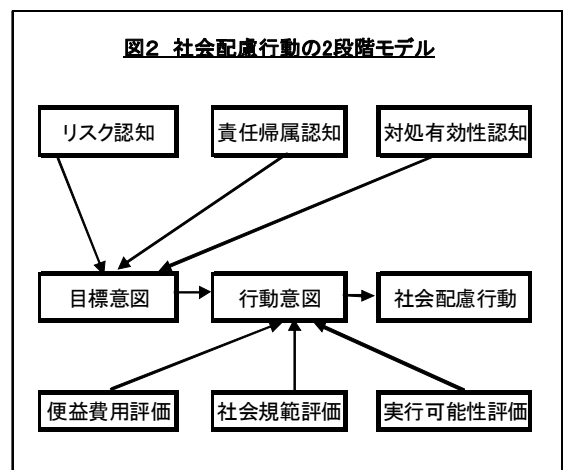 図2 社会配慮行動の2段階モデル
リスク認知
責任帰属認知
対処有効性認知
目標意図
行動意図
社会配慮行動
便益費用評価
社会規範評価
実行可能性評価